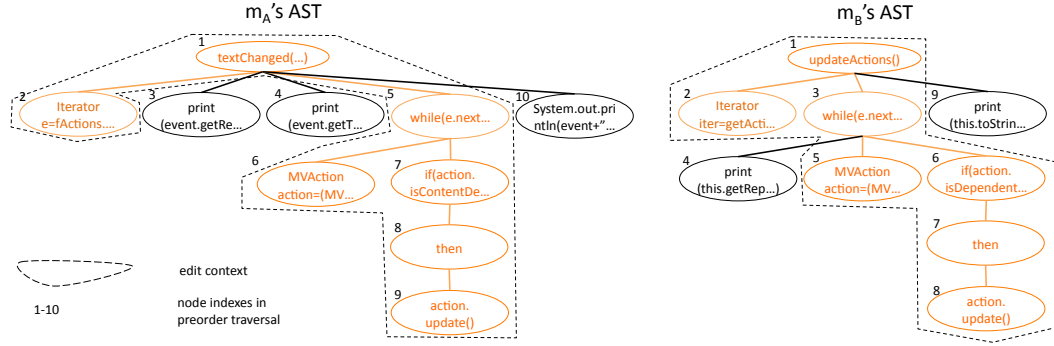 m_A's AST
1
textChanged(...)
2
Iterator
e=fActions....
3
print
(event.getRe...
4
print
(event.getT...
5
while(e.next...
10
System.out.pri
ntln(event+"...
6
MVAction
action=(MV...
7
if(action.
isContentDe...
8
then
9
action.
update()
edit context
1-10
node indexes in
preorder traversal
m_B's AST
1
updateActions()
2
Iterator
iter=getActi...
3
while(e.next...
9
print
(this.toStrin...
4
print
(this.getRep...
5
MVAction
action=(MV...
6
if(action.
isDependent...
7
then
8
action.
update()